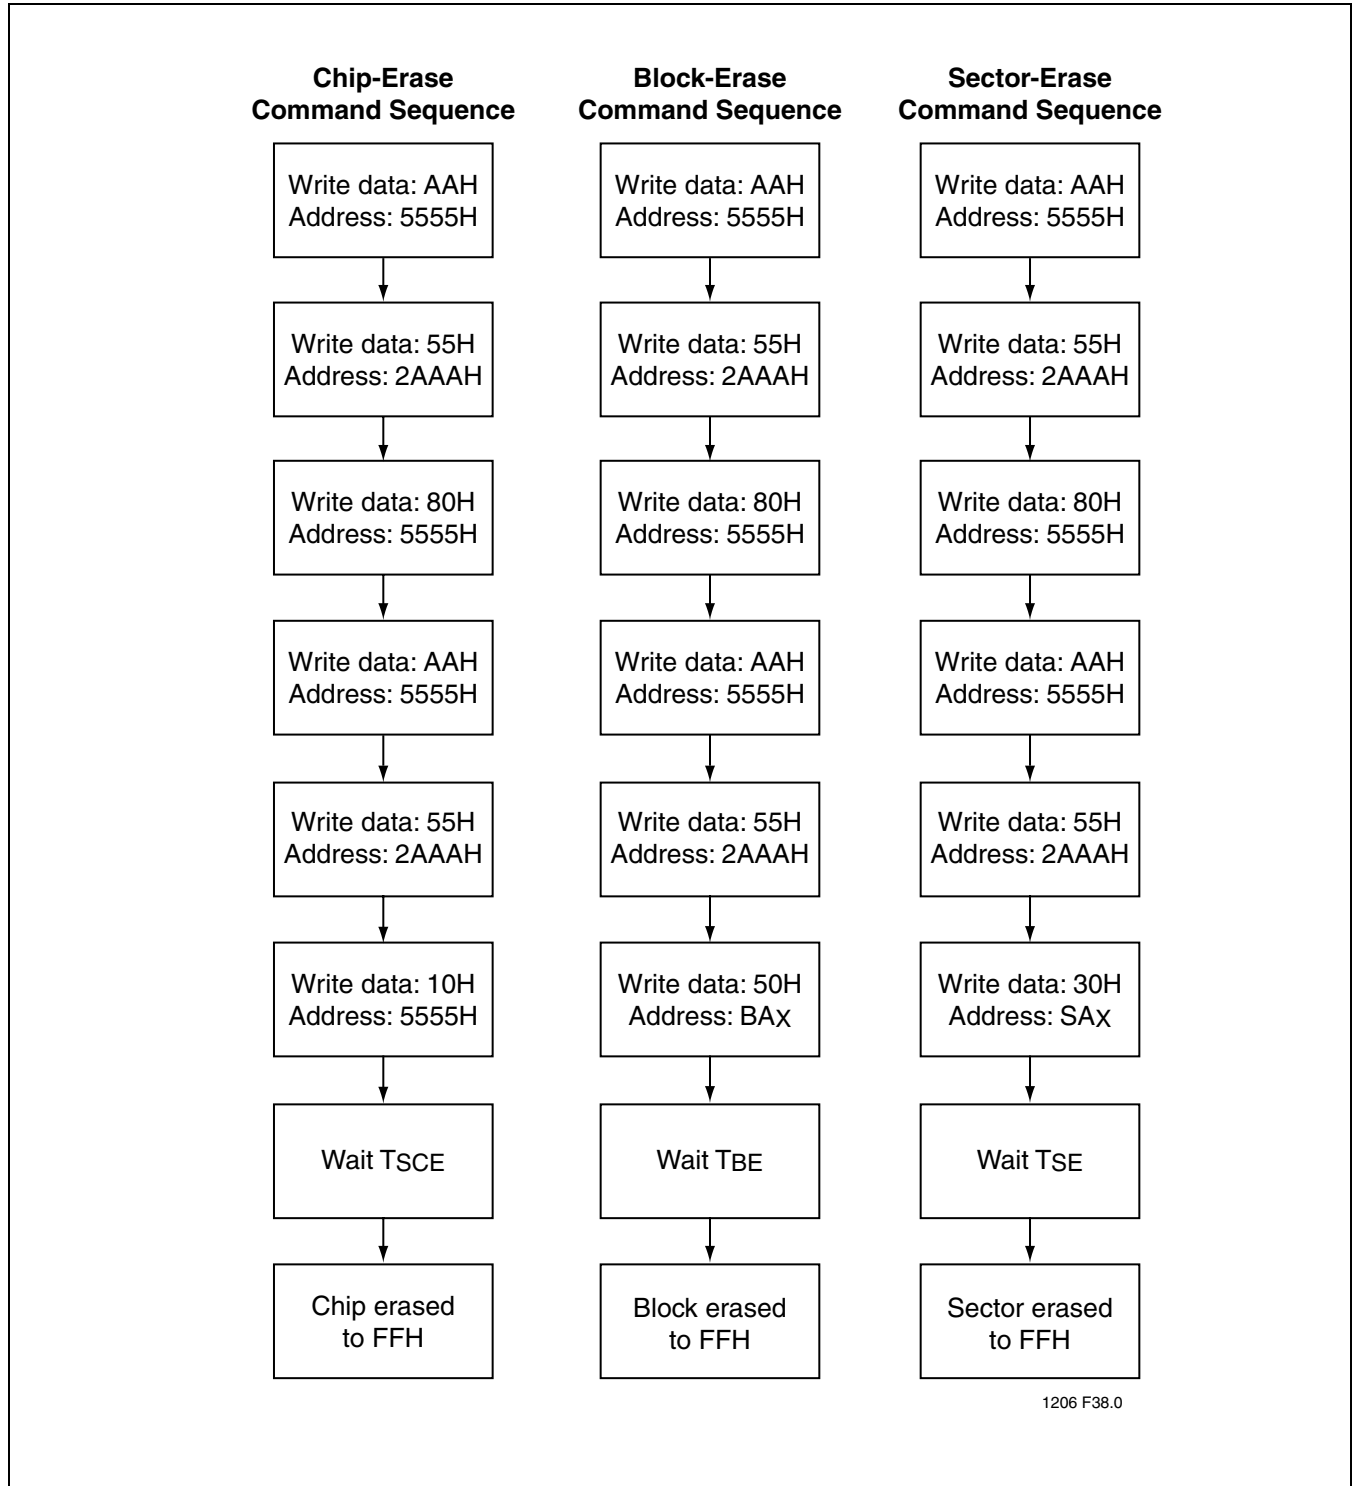 Chip-Erase
Command Sequence
Write data: AAH
Address: 5555H
Write data: 55H
Address: 2AAAH
Write data: 80H
Address: 5555H
Write data: AAH
Address: 5555H
Write data: 55H
Address: 2AAAH
Write data: 10H
Address: 5555H
Wait TSCE
Chip erased
to FFH
Block-Erase
Command Sequence
Write data: AAH
Address: 5555H
Write data: 55H
Address: 2AAAH
Write data: 80H
Address: 5555H
Write data: AAH
Address: 5555H
Write data: 55H
Address: 2AAAH
Write data: 50H
Address: BAX
Wait TBE
Block erased
to FFH
Sector-Erase
Command Sequence
Write data: AAH
Address: 5555H
Write data: 55H
Address: 2AAAH
Write data: 80H
Address: 5555H
Write data: AAH
Address: 5555H
Write data: 55H
Address: 2AAAH
Write data: 30H
Address: SAX
Wait TSE
Sector erased
to FFH
1206 F38.0